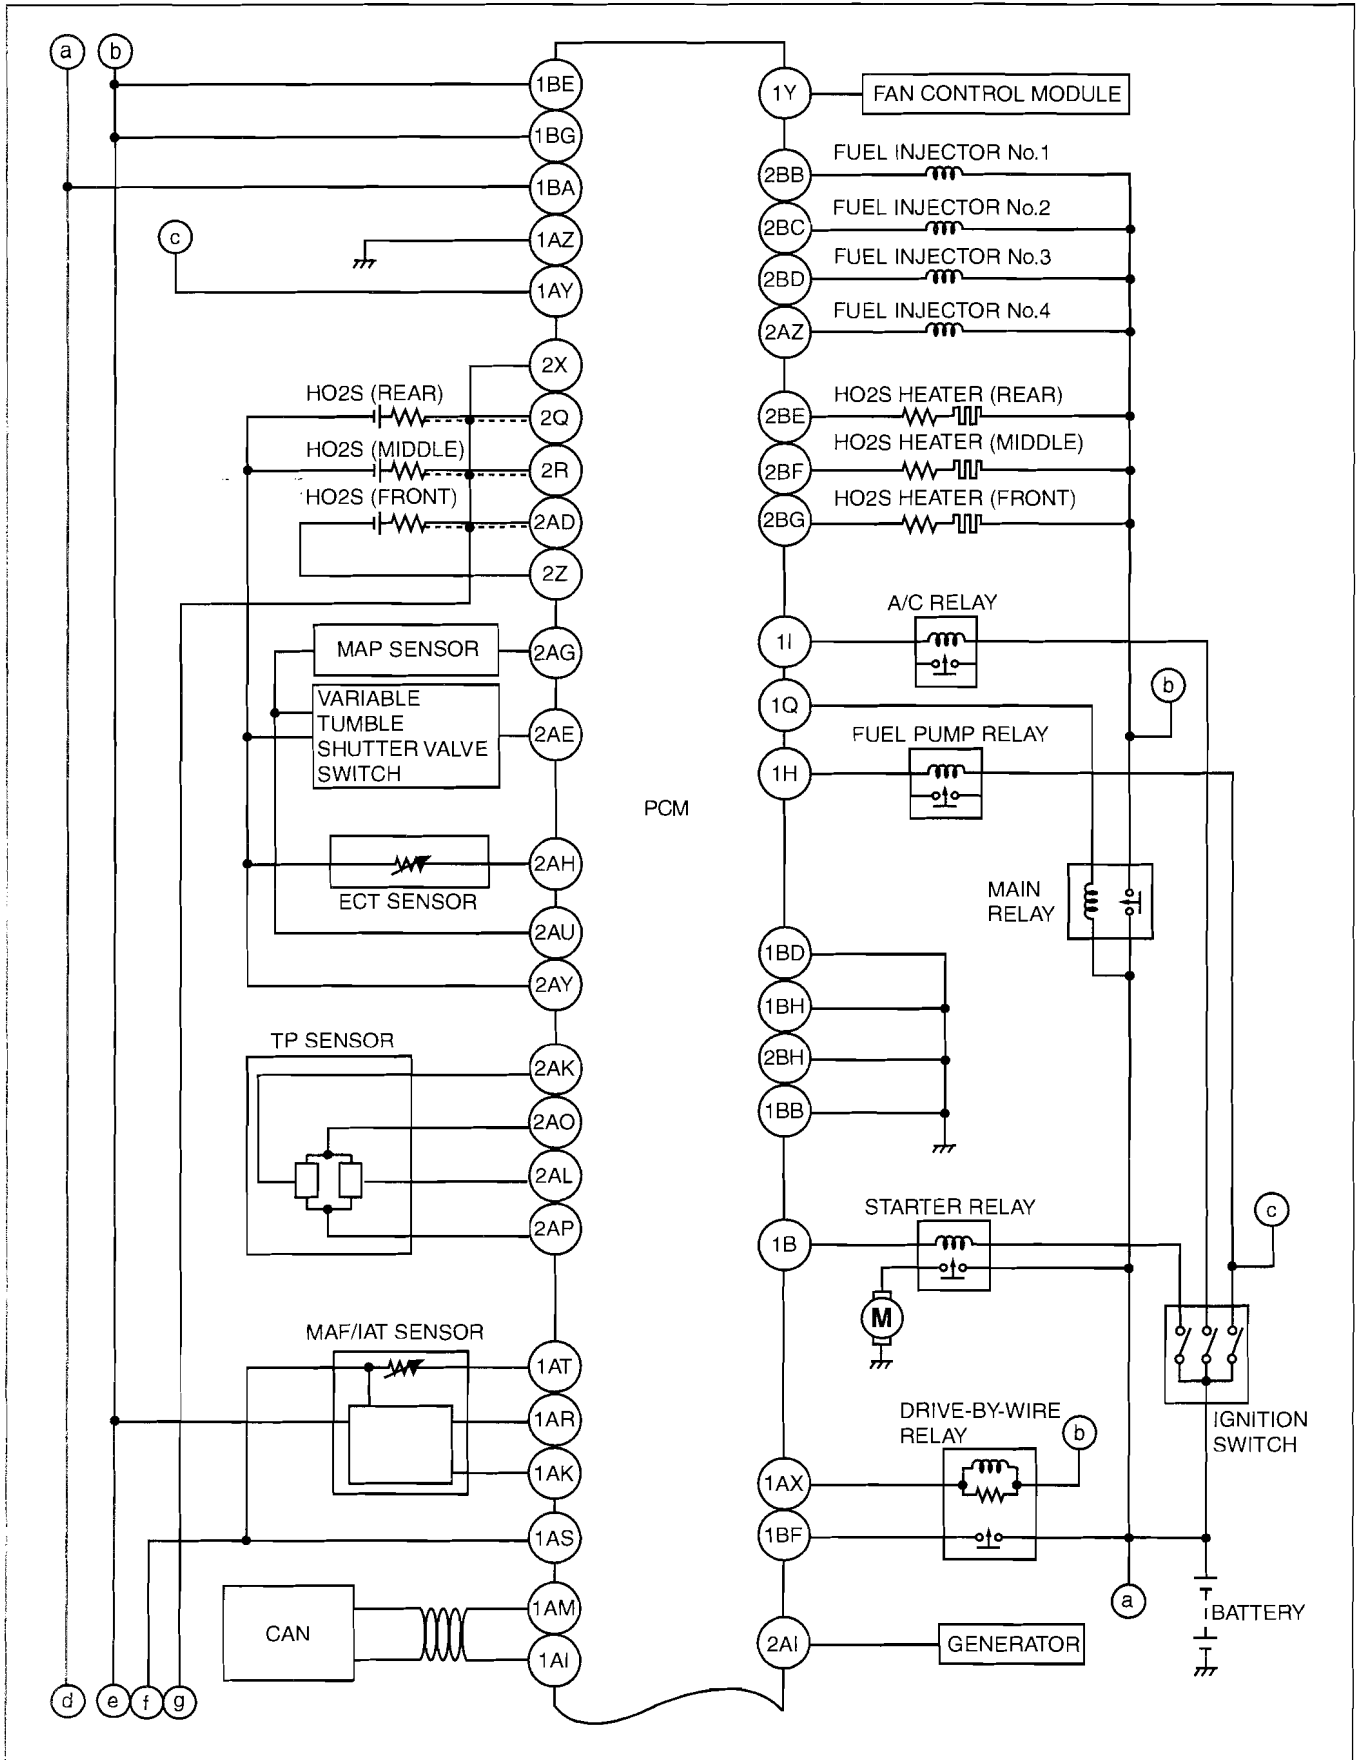 a
b
1BE
1BG
1BA
c
1AZ
1AY
2X
HO2S (REAR)
2Q
HO2S (MIDDLE)
2R
HO2S (FRONT)
2AD
2Z
MAP SENSOR
2AG
VARIABLE
TUMBLE
SHUTTER VALVE
SWITCH
2AE
2AH
ECT SENSOR
2AU
2AY
TP SENSOR
2AK
2AO
2AL
2AP
MAF/IAT SENSOR
1AT
1AR
1AK
1AS
CAN
1AM
1AI
d
e
f
g
PCM
1Y
FAN CONTROL MODULE
FUEL INJECTOR No.1
2BB
FUEL INJECTOR No.2
2BC
FUEL INJECTOR No.3
2BD
FUEL INJECTOR No.4
2AZ
HO2S HEATER (REAR)
2BE
HO2S HEATER (MIDDLE)
2BF
HO2S HEATER (FRONT)
2BG
A/C RELAY
1I
b
1Q
FUEL PUMP RELAY
1H
MAIN
RELAY
1BD
1BH
2BH
1BB
STARTER RELAY
c
1B
M
DRIVE-BY-WIRE
RELAY
b
IGNITION
SWITCH
1AX
1BF
a
BATTERY
2AI
GENERATOR